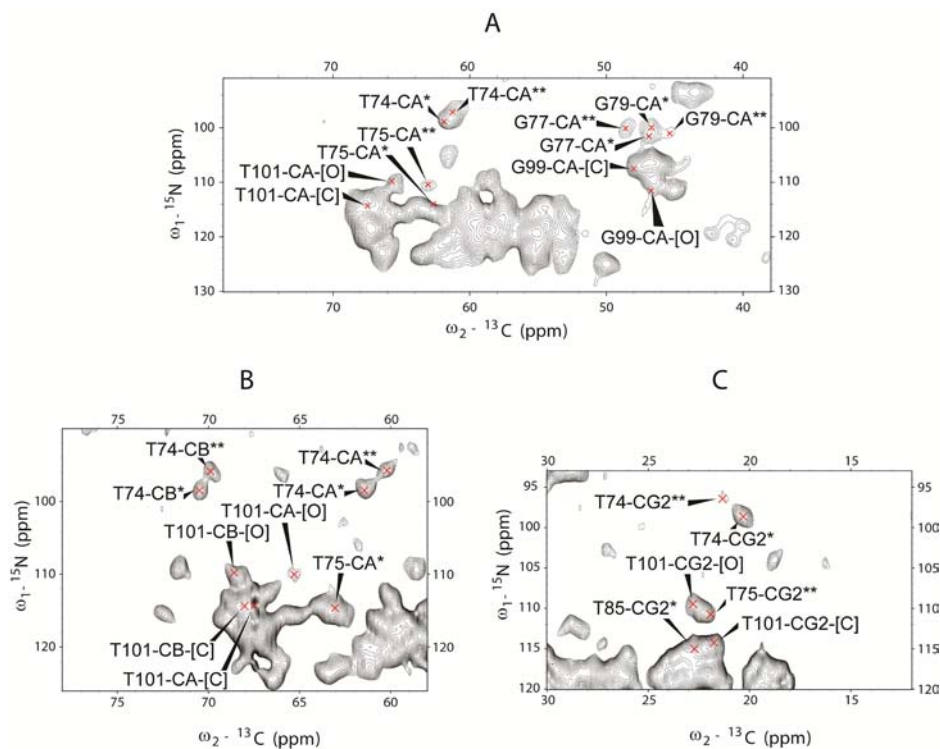 A
70 60 50 40
T74-CA**
T74-CA*
G79-CA*
G77-CA**
G79-CA**
T75-CA**
T75-CA*
G77-CA*
T101-CA-[O]
G99-CA-[C]
T101-CA-[C]
G99-CA-[O]
100 100
110 110
120 120
130 130
ω1- 15N (ppm)
70 60 50 40
ω2 - 13C (ppm)
B
75 70 65 60
T74-CB**
T74-CA**
T74-CB*
T74-CA*
T101-CA-[O]
T101-CB-[O]
T75-CA*
T101-CB-[C]
T101-CA-[C]
100 100
110 110
120 120
ω1- 15N (ppm)
75 70 65 60
ω2 - 13C (ppm)
C
30 25 20 15
T74-CG2**
T74-CG2*
T101-CG2-[O]
T75-CG2**
T85-CG2*
T101-CG2-[C]
95 95
100 100
105 105
110 110
115 115
120 120
ω1- 15N (ppm)
30 25 20 15
ω2 - 13C (ppm)